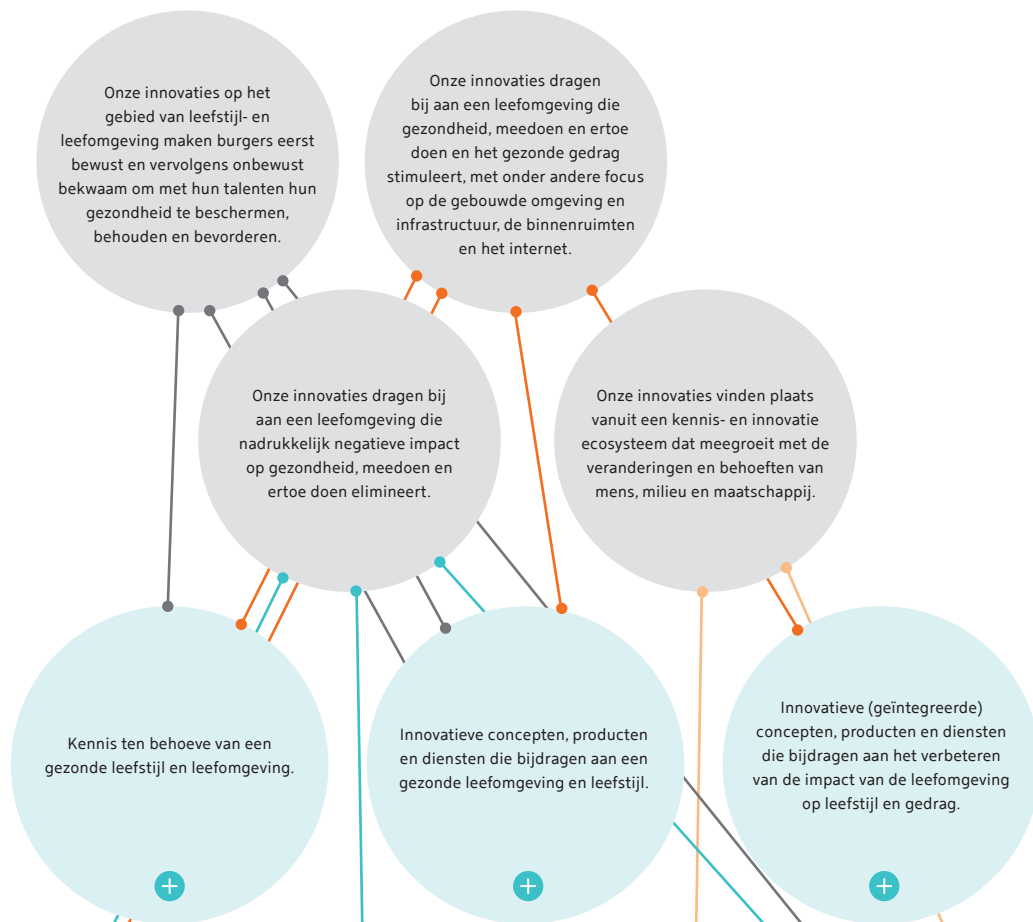 Onze innovaties op het
gebied van leefstijl- en
leefomgeving maken burgers eerst
bewust en vervolgens onbewust
bekwaam om met hun talenten hun
gezondheid te beschermen,
behouden en bevorderen.
Onze innovaties dragen
bij aan een leefomgeving die
gezondheid, meedoen en ertoe
doen en het gezonde gedrag
stimuleert, met onder andere focus
op de gebouwde omgeving en
infrastructuur, de binnenruimten
en het internet.
Onze innovaties dragen bij
aan een leefomgeving die
nadrukkelijk negatieve impact
op gezondheid, meedoen en
ertoe doen elimineert.
Onze innovaties vinden plaats
vanuit een kennis- en innovatie
ecosysteem dat meegroeit met de
veranderingen en behoeften van
mens, milieu en maatschappij.
Kennis ten behoeve van een
gezonde leefstijl en leefomgeving.
Innovatieve concepten, producten
en diensten die bijdragen aan een
gezonde leefomgeving en leefstijl.
Innovatieve (geïntegreerde)
concepten, producten en diensten
die bijdragen aan het verbeteren
van de impact van de leefomgeving
op leefstijl en gedrag.